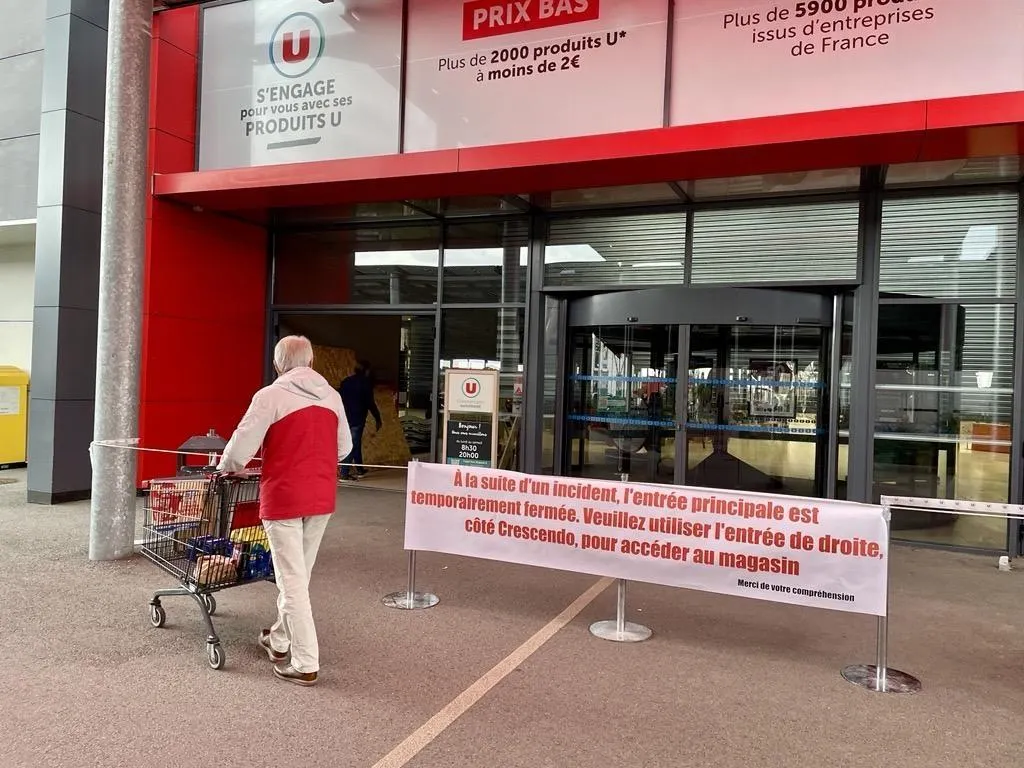 U
S'ENGAGE
pour vous avec ses
PRODUITS U
PRIX BAS
Plus de 2000 produits U*
à moins de 2€
Plus de 5900
issus d'entreprises
de France
U
Bonjour !
8h30
20h00
À la suite d'un incident, l'entrée principale est
temporairement fermée. Veuillez utiliser l'entrée de droite,
côté Crescendo, pour accéder au magasin
Merci de votre compréhension